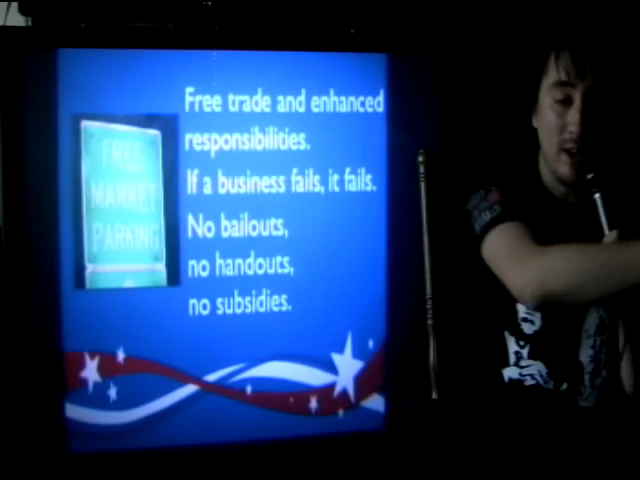 FREE
MARKET
PARKING
Free trade and enhanced
responsibilities.
If a business fails, it fails.
No bailouts,
no handouts,
no subsidies.